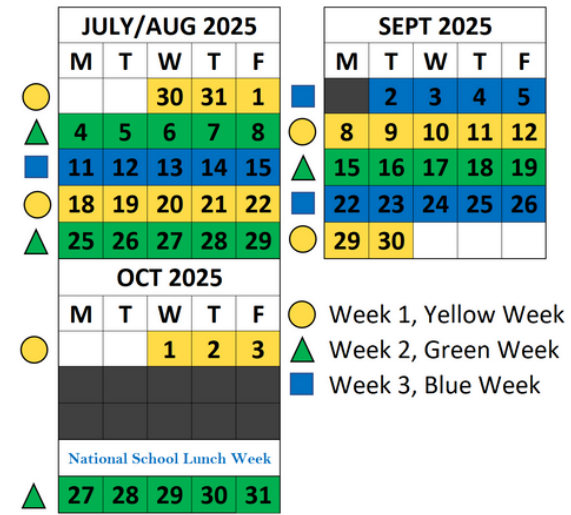 JULY/AUG 2025
M T W T F
30 31 1
4 5 6 7 8
11 12 13 14 15
18 19 20 21 22
25 26 27 28 29
OCT 2025
M T W T F
1 2 3
National School Lunch Week
27 28 29 30 31
SEPT 2025
M T W T F
2 3 4 5
8 9 10 11 12
15 16 17 18 19
22 23 24 25 26
29 30
Week 1, Yellow Week
Week 2, Green Week
Week 3, Blue Week